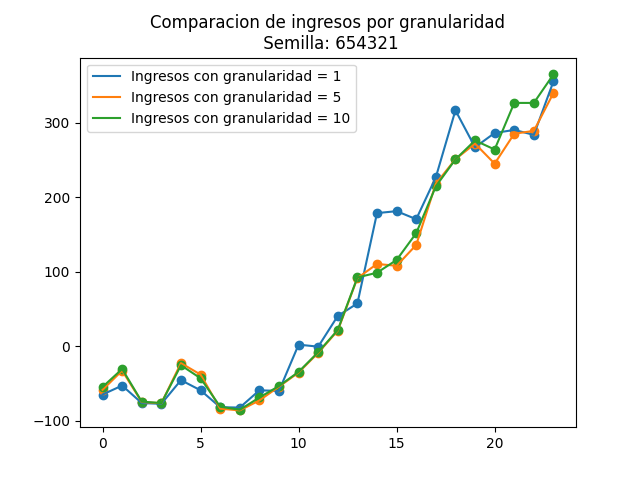 Comparacion de ingresos por granularidad
Semilla: 654321
Ingresos con granularidad = 1
Ingresos con granularidad = 5
Ingresos con granularidad = 10
300
200
100
0
−100
0
5
10
15
20